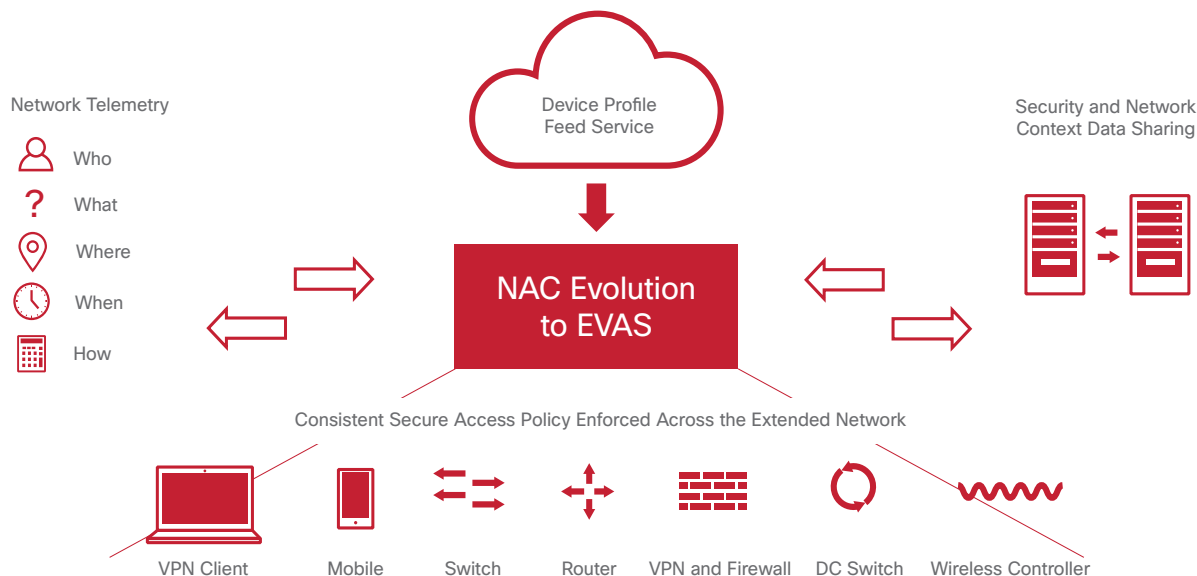 Network Telemetry
Who
?
What
Where
When
How
Device Profile
Feed Service
Security and Network
Context Data Sharing
NAC Evolution
to EVAS
Consistent Secure Access Policy Enforced Across the Extended Network
VPN Client
Mobile
Switch
Router
VPN and Firewall
DC Switch
Wireless Controller